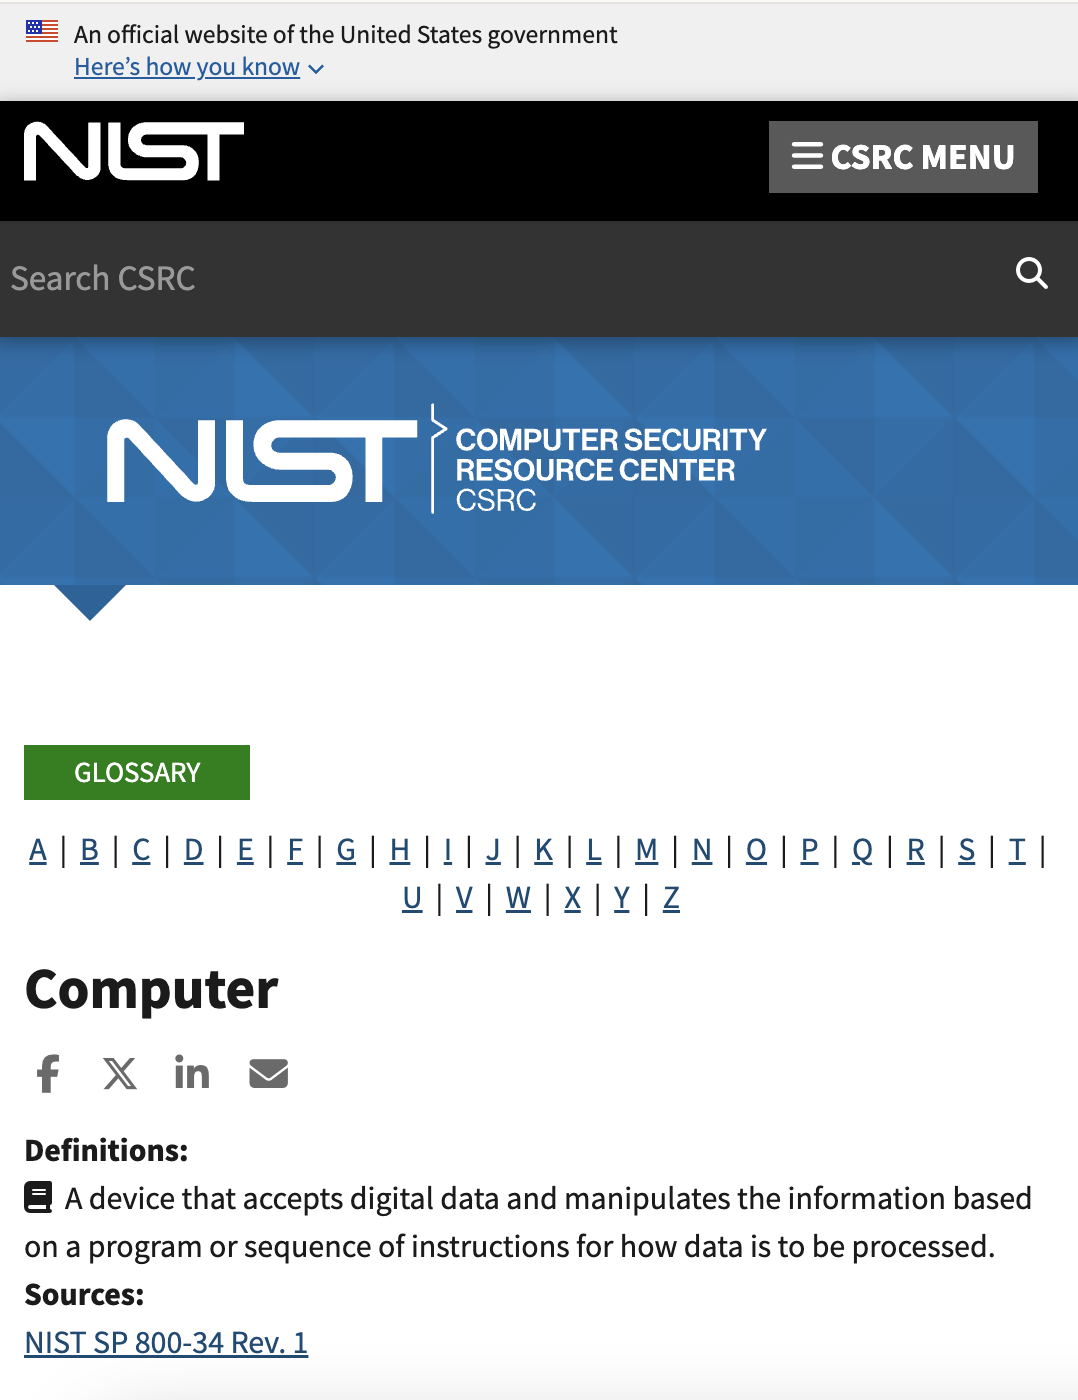 An official website of the United States government
Here’s how you know
NIST
CSRC MENU
Search CSRC
NIST
COMPUTER SECURITY
RESOURCE CENTER
CSRC
GLOSSARY
A | B | C | D | E | F | G | H | I | J | K | L | M | N | O | P | Q | R | S | T |
U | V | W | X | Y | Z
Computer
Definitions:
A device that accepts digital data and manipulates the information based
on a program or sequence of instructions for how data is to be processed.
Sources:
NIST SP 800-34 Rev. 1